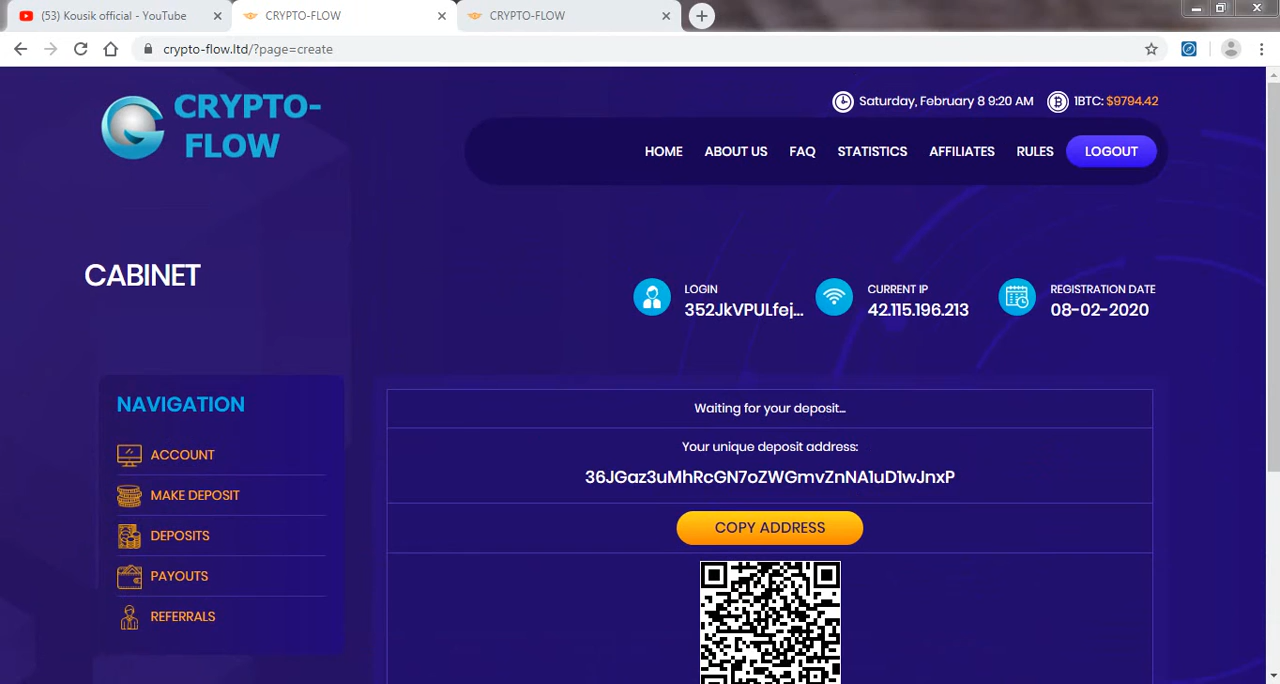 (53) Kousik official - YouTube
CRYPTO-FLOW
CRYPTO-FLOW
crypto-flow.ltd/?page=create
CRYPTO-
FLOW
Saturday, February 8 9:20 AM
1BTC: $9794.42
HOME
ABOUT US
FAQ
STATISTICS
AFFILIATES
RULES
LOGOUT
CABINET
LOGIN
352JkVPULfej...
CURRENT IP
42.115.196.213
REGISTRATION DATE
08-02-2020
NAVIGATION
ACCOUNT
MAKE DEPOSIT
DEPOSITS
PAYOUTS
REFERRALS
Waiting for your deposit...
Your unique deposit address:
36JGaz3uMhRcGN7oZWGmvZnNA1uD1wJnxP
COPY ADDRESS